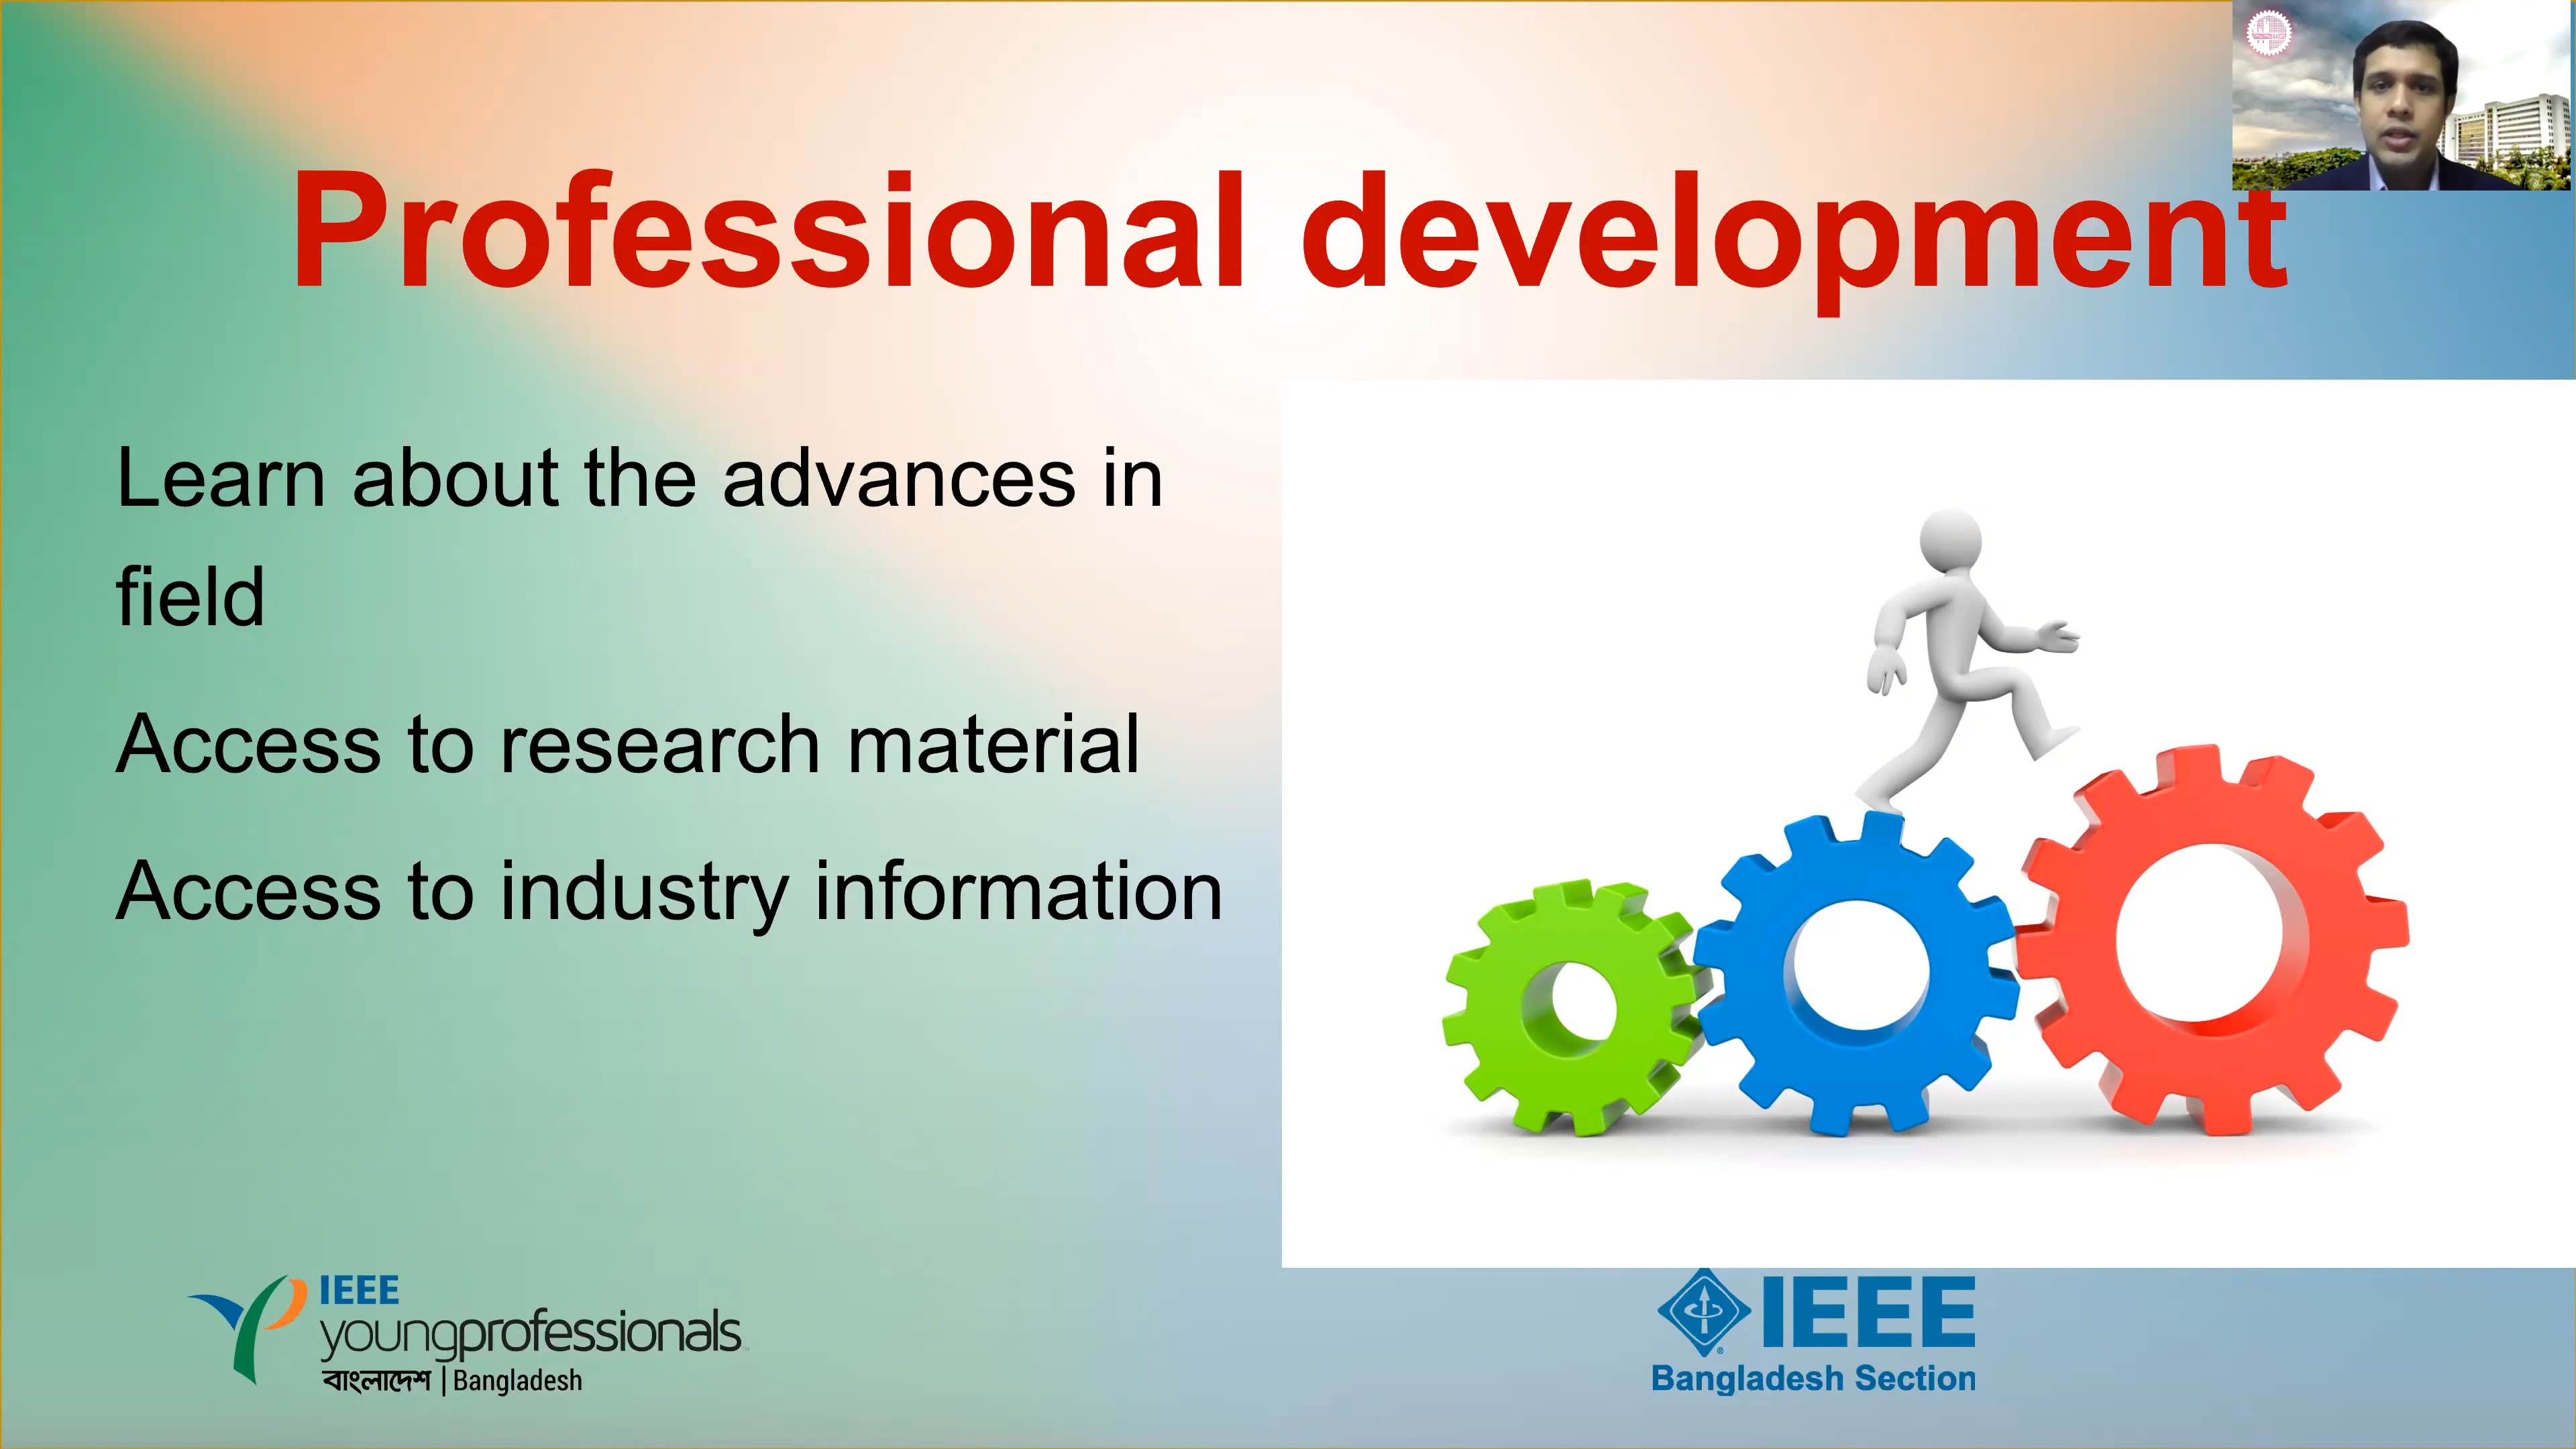 Professional development
Learn about the advances in
field
Access to research material
Access to industry information
IEEE
youngprofessionals
বাংলাদেশ | Bangladesh
IEEE
Bangladesh Section